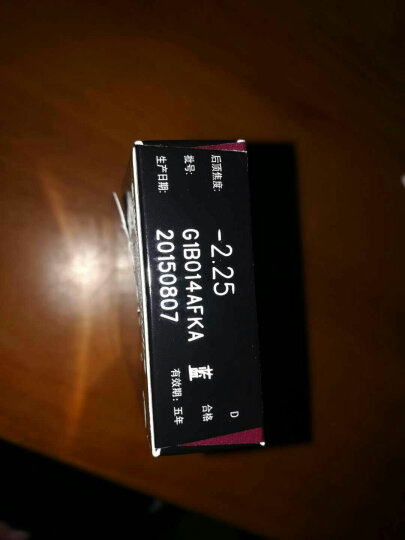 后顶焦度: -2.25 D
批号: G1B014AFKA 蓝 合格
生产日期: 20150807 有效期:五年